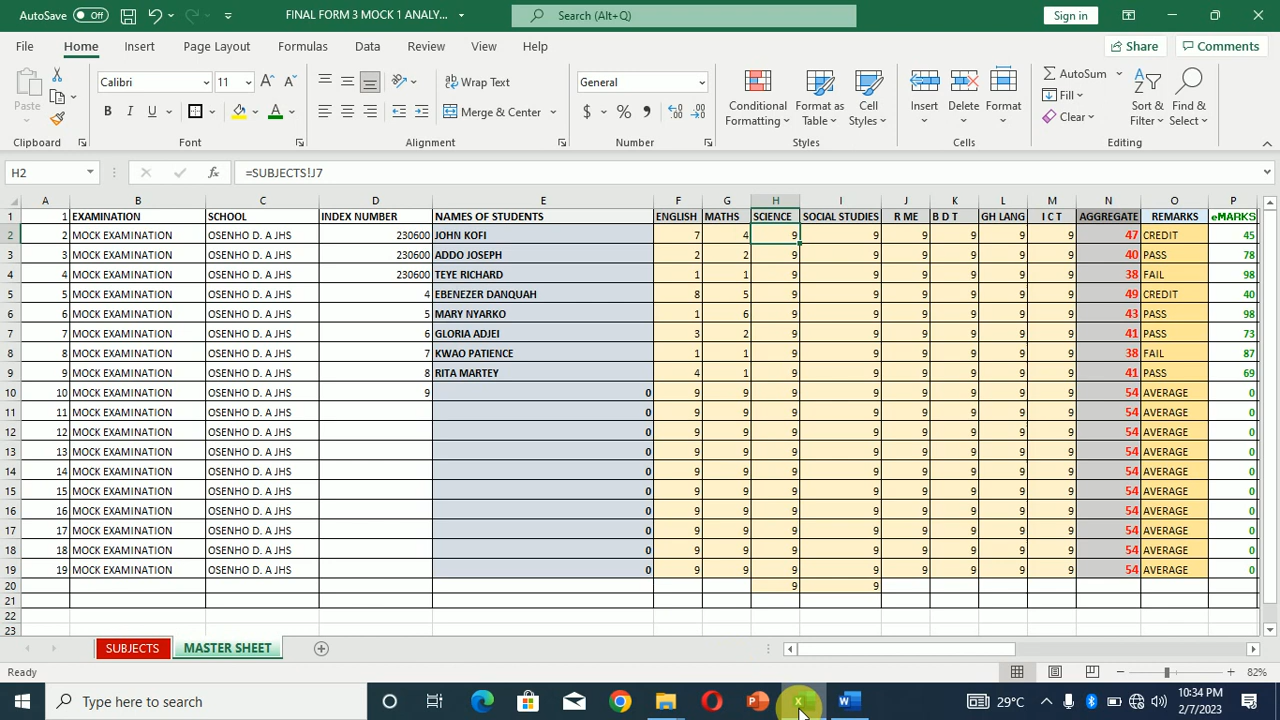 AutoSave Off FINAL FORM 3 MOCK 1 ANALY... Search (Alt+Q) Sign in
File Home Insert Page Layout Formulas Data Review View Help Share Comments
Paste Calibri 11 Wrap Text General Conditional Formatting Format as Table Cell Styles Insert Delete Format AutoSum Sort & Filter Find & Select
B I U Merge & Center $ % Fill
Clear
Clipboard Font Alignment Number Styles Cells Editing
H2 fx =SUBJECTS!J7
A B C D E F G H I J K L M N O P
1 1 EXAMINATION SCHOOL INDEX NUMBER NAMES OF STUDENTS ENGLISH MATHS SCIENCE SOCIAL STUDIES R ME B D T GH LANG I C T AGGREGATE REMARKS eMARKS
2 2 MOCK EXAMINATION OSENHO D. A JHS 230600 JOHN KOFI 7 4 9 9 9 9 9 9 47 CREDIT 45
3 3 MOCK EXAMINATION OSENHO D. A JHS 230600 ADDO JOSEPH 2 2 9 9 9 9 9 9 40 PASS 78
4 4 MOCK EXAMINATION OSENHO D. A JHS 230600 TEYE RICHARD 1 1 9 9 9 9 9 9 38 FAIL 98
5 5 MOCK EXAMINATION OSENHO D. A JHS 4 EBENEZER DANQUAH 8 5 9 9 9 9 9 9 49 CREDIT 40
6 6 MOCK EXAMINATION OSENHO D. A JHS 5 MARY NYARKO 1 6 9 9 9 9 9 9 43 PASS 98
7 7 MOCK EXAMINATION OSENHO D. A JHS 6 GLORIA ADJEI 3 2 9 9 9 9 9 9 41 PASS 73
8 8 MOCK EXAMINATION OSENHO D. A JHS 7 KWAO PATIENCE 1 1 9 9 9 9 9 9 38 FAIL 87
9 9 MOCK EXAMINATION OSENHO D. A JHS 8 RITA MARTEY 4 1 9 9 9 9 9 9 41 PASS 69
10 10 MOCK EXAMINATION OSENHO D. A JHS 9 0 9 9 9 9 9 9 9 9 54 AVERAGE 0
11 11 MOCK EXAMINATION OSENHO D. A JHS 0 9 9 9 9 9 9 9 9 54 AVERAGE 0
12 12 MOCK EXAMINATION OSENHO D. A JHS 0 9 9 9 9 9 9 9 9 54 AVERAGE 0
13 13 MOCK EXAMINATION OSENHO D. A JHS 0 9 9 9 9 9 9 9 9 54 AVERAGE 0
14 14 MOCK EXAMINATION OSENHO D. A JHS 0 9 9 9 9 9 9 9 9 54 AVERAGE 0
15 15 MOCK EXAMINATION OSENHO D. A JHS 0 9 9 9 9 9 9 9 9 54 AVERAGE 0
16 16 MOCK EXAMINATION OSENHO D. A JHS 0 9 9 9 9 9 9 9 9 54 AVERAGE 0
17 17 MOCK EXAMINATION OSENHO D. A JHS 0 9 9 9 9 9 9 9 9 54 AVERAGE 0
18 18 MOCK EXAMINATION OSENHO D. A JHS 0 9 9 9 9 9 9 9 9 54 AVERAGE 0
19 19 MOCK EXAMINATION OSENHO D. A JHS 0 9 9 9 9 9 9 9 9 54 AVERAGE 0
20 9 9
21
22
23
SUBJECTS MASTER SHEET
Ready 82%
Type here to search 29°C 10:34 PM
2/7/2023